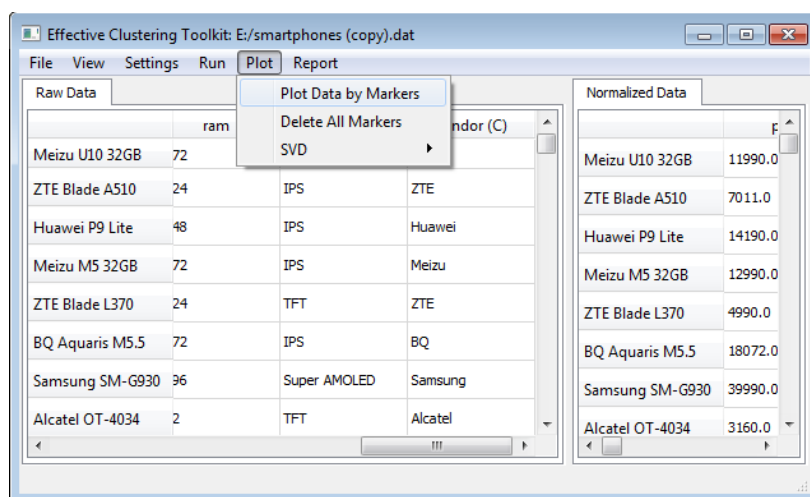 Effective Clustering Toolkit: E:/smartphones (copy).dat
File View Settings Run Plot Report
Raw Data
Plot Data by Markers
Delete All Markers
SVD
Normalized Data
ram ndor (C) p
Meizu U10 32GB 72
ZTE Blade A510 24 IPS ZTE
Huawei P9 Lite 48 IPS Huawei
Meizu M5 32GB 72 IPS Meizu
ZTE Blade L370 24 TFT ZTE
BQ Aquaris M5.5 72 IPS BQ
Samsung SM-G930 96 Super AMOLED Samsung
Alcatel OT-4034 2 TFT Alcatel
Meizu U10 32GB 11990.0
ZTE Blade A510 7011.0
Huawei P9 Lite 14190.0
Meizu M5 32GB 12990.0
ZTE Blade L370 4990.0
BQ Aquaris M5.5 18072.0
Samsung SM-G930 39990.0
Alcatel OT-4034 3160.0